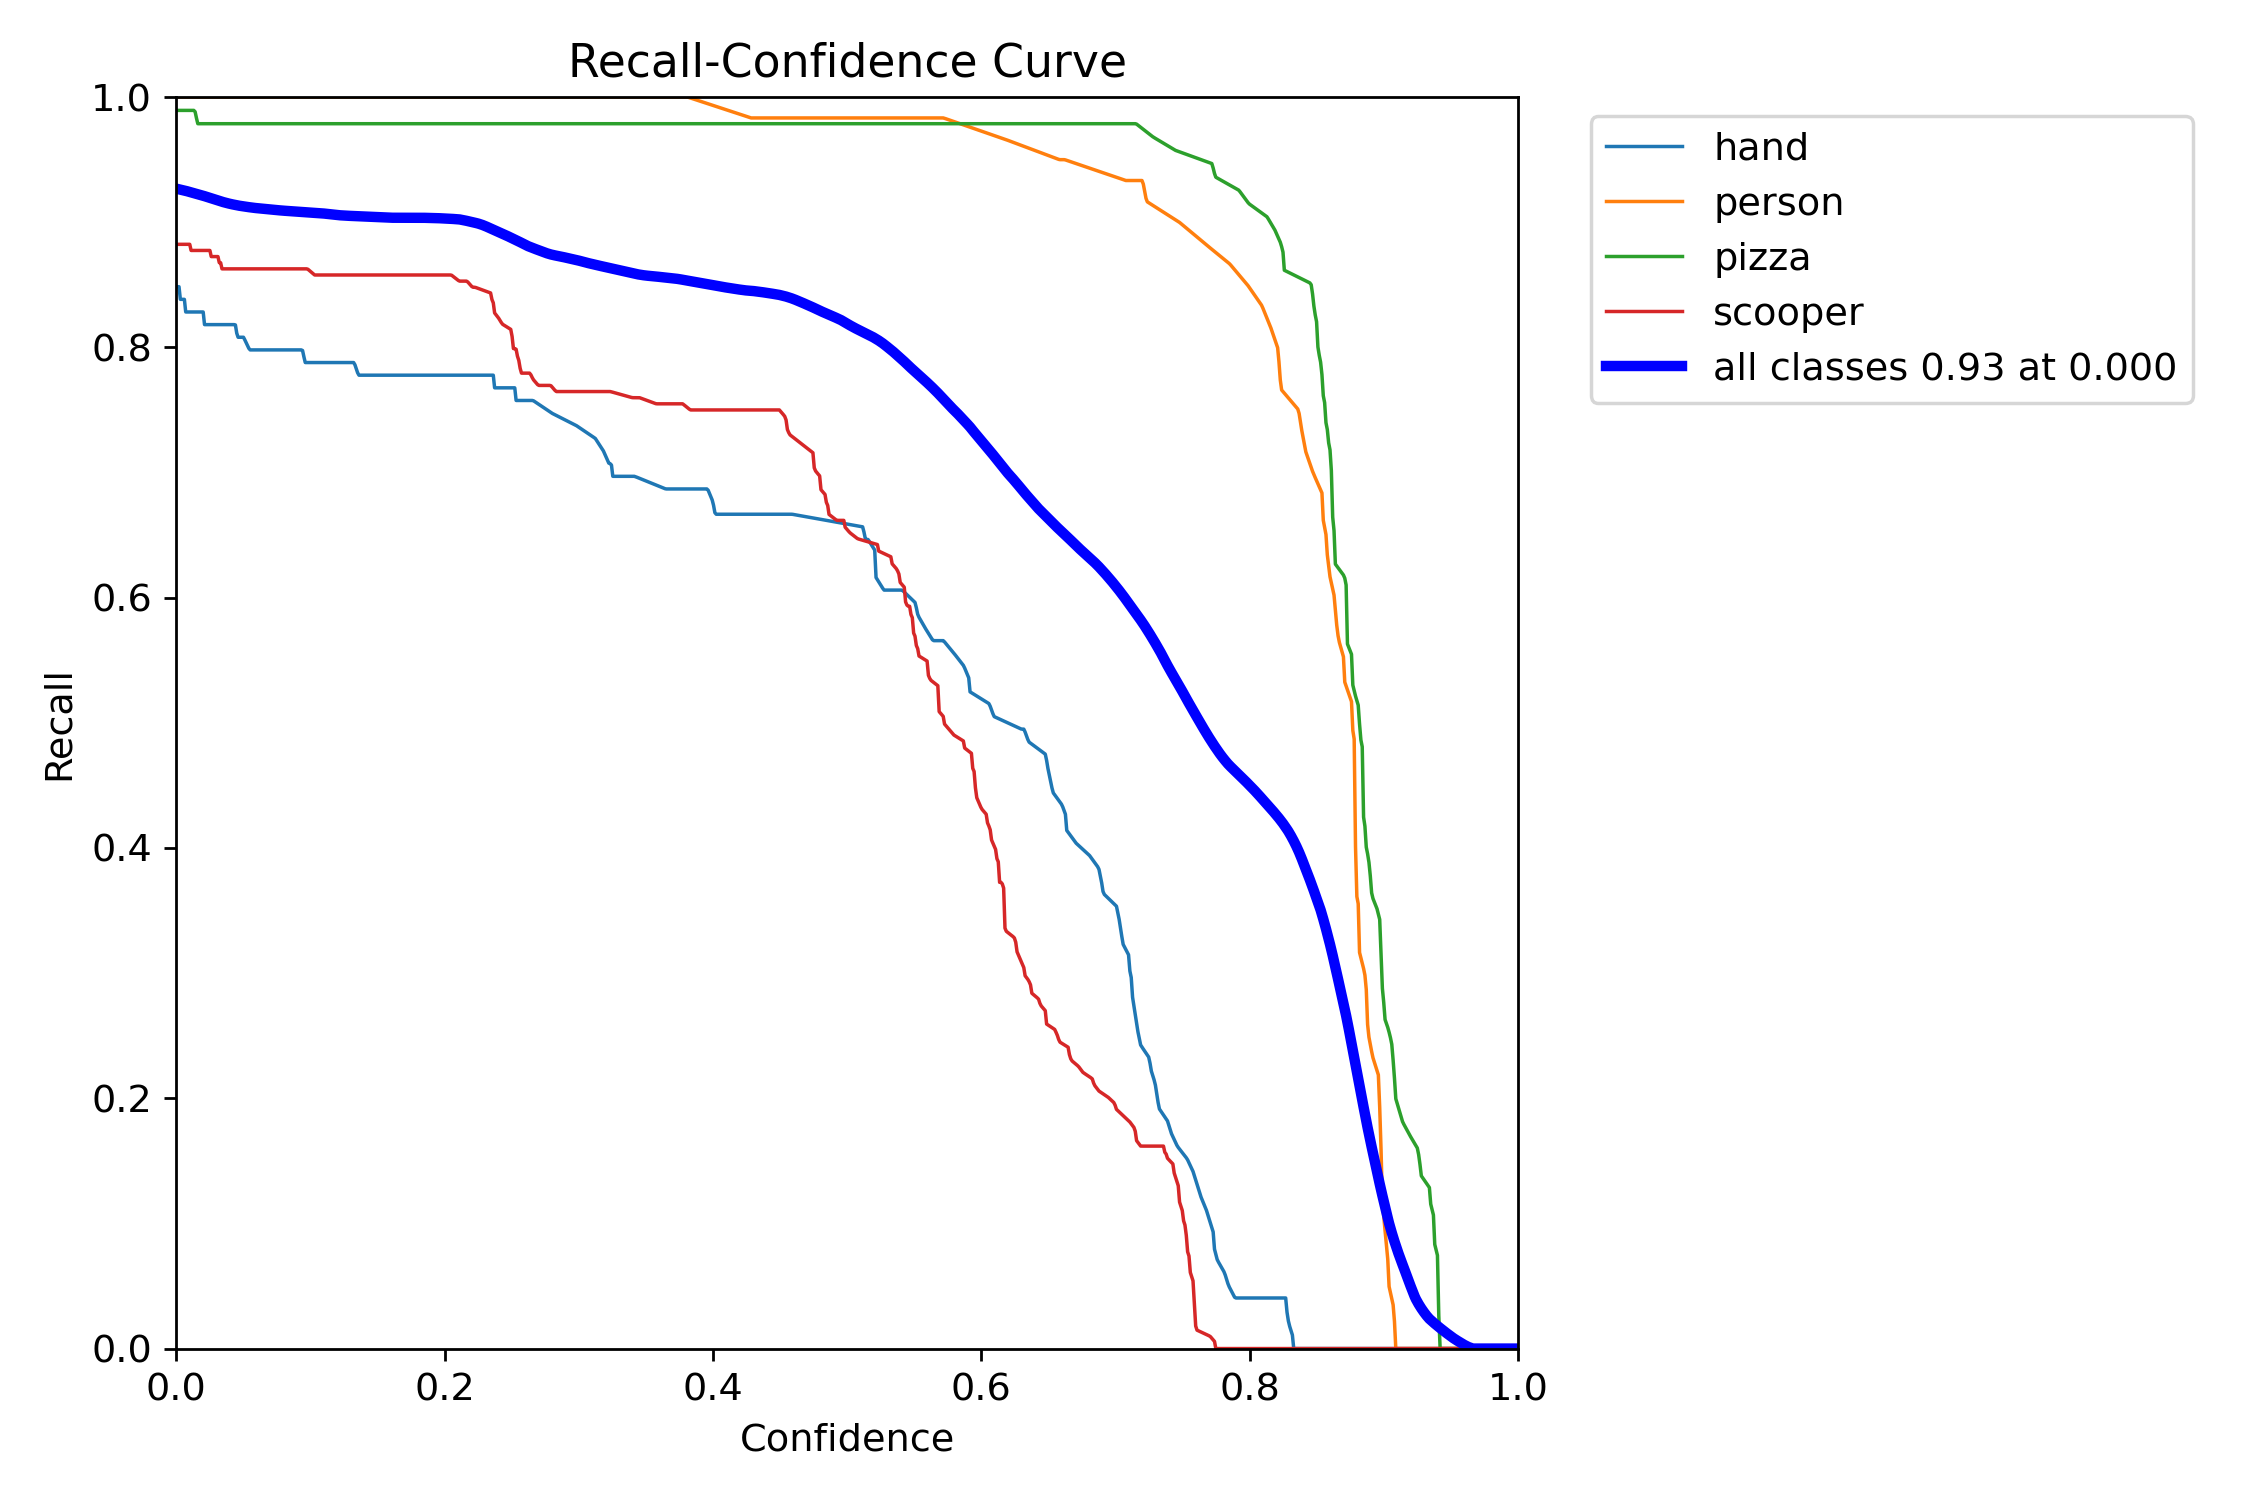 Recall-Confidence Curve
1.0
0.8
0.6
0.4
0.2
0.0
Recall
0.0 0.2 0.4 0.6 0.8 1.0
Confidence
hand
person
pizza
scooper
all classes 0.93 at 0.000